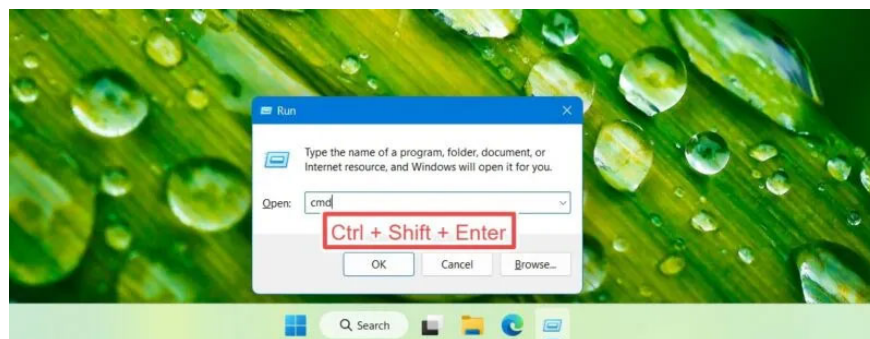 Run
Type the name of a program, folder, document, or
Internet resource, and Windows will open it for you.
Open: cmd
Ctrl + Shift + Enter
OK Cancel Browse...
Search